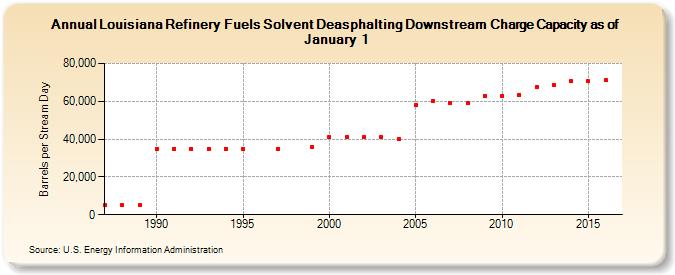 Annual Louisiana Refinery Fuels Solvent Deasphalting Downstream Charge Capacity as of
January 1
Barrels per Stream Day
80,000
60,000
40,000
20,000
0
1990 1995 2000 2005 2010 2015
Source: U.S. Energy Information Administration